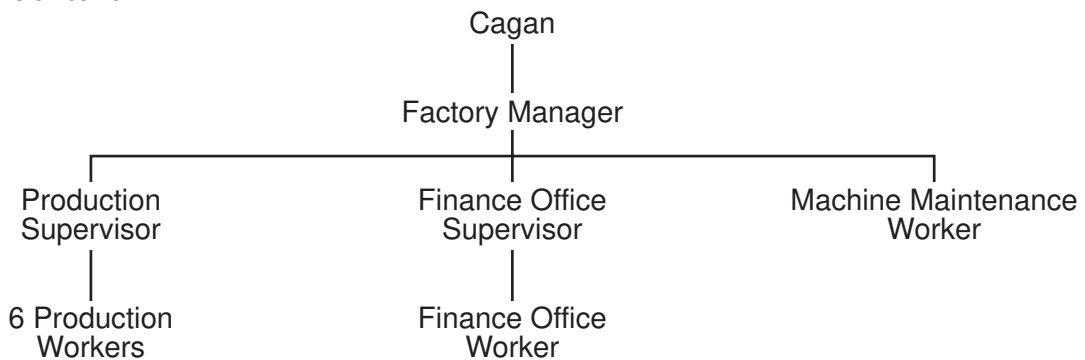 Cagan
Factory Manager
Production
Supervisor
Finance Office
Supervisor
Machine Maintenance
Worker
6 Production
Workers
Finance Office
Worker